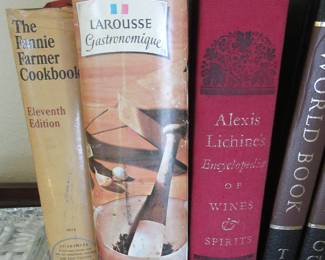 The
Fannie
Farmer
Cookbook
Eleventh
Edition
LAROUSSE
Gastronomique
Alexis
Lichine's
Encyclopedia
OF
WINES
&
SPIRITS
WORLD BOOK
T